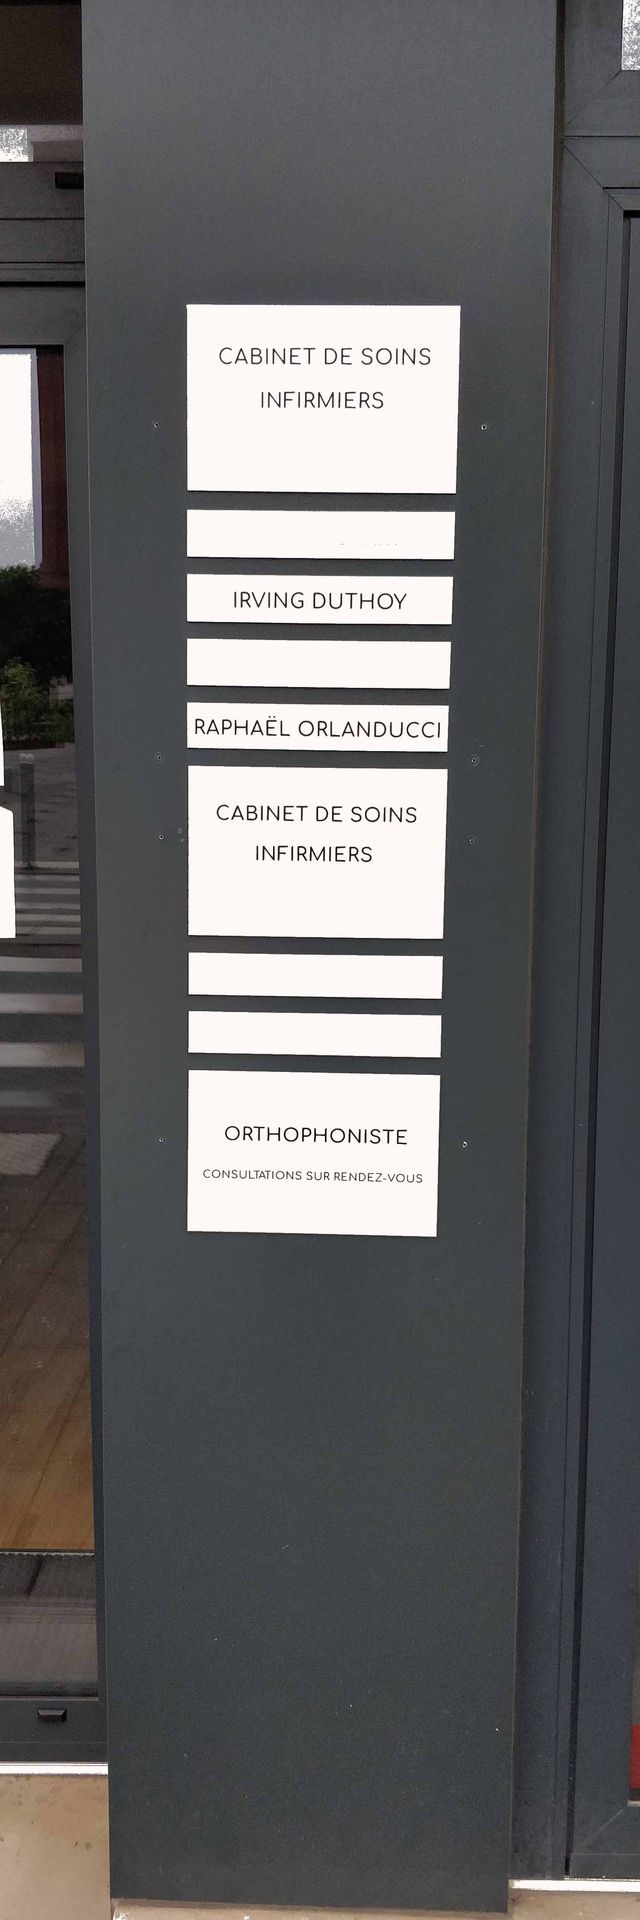 CABINET DE SOINS
INFIRMIERS
IRVING DUTHOY
RAPHAËL ORLANDUCCI
CABINET DE SOINS
INFIRMIERS
ORTHOPHONISTE
CONSULTATIONS SUR RENDEZ-VOUS